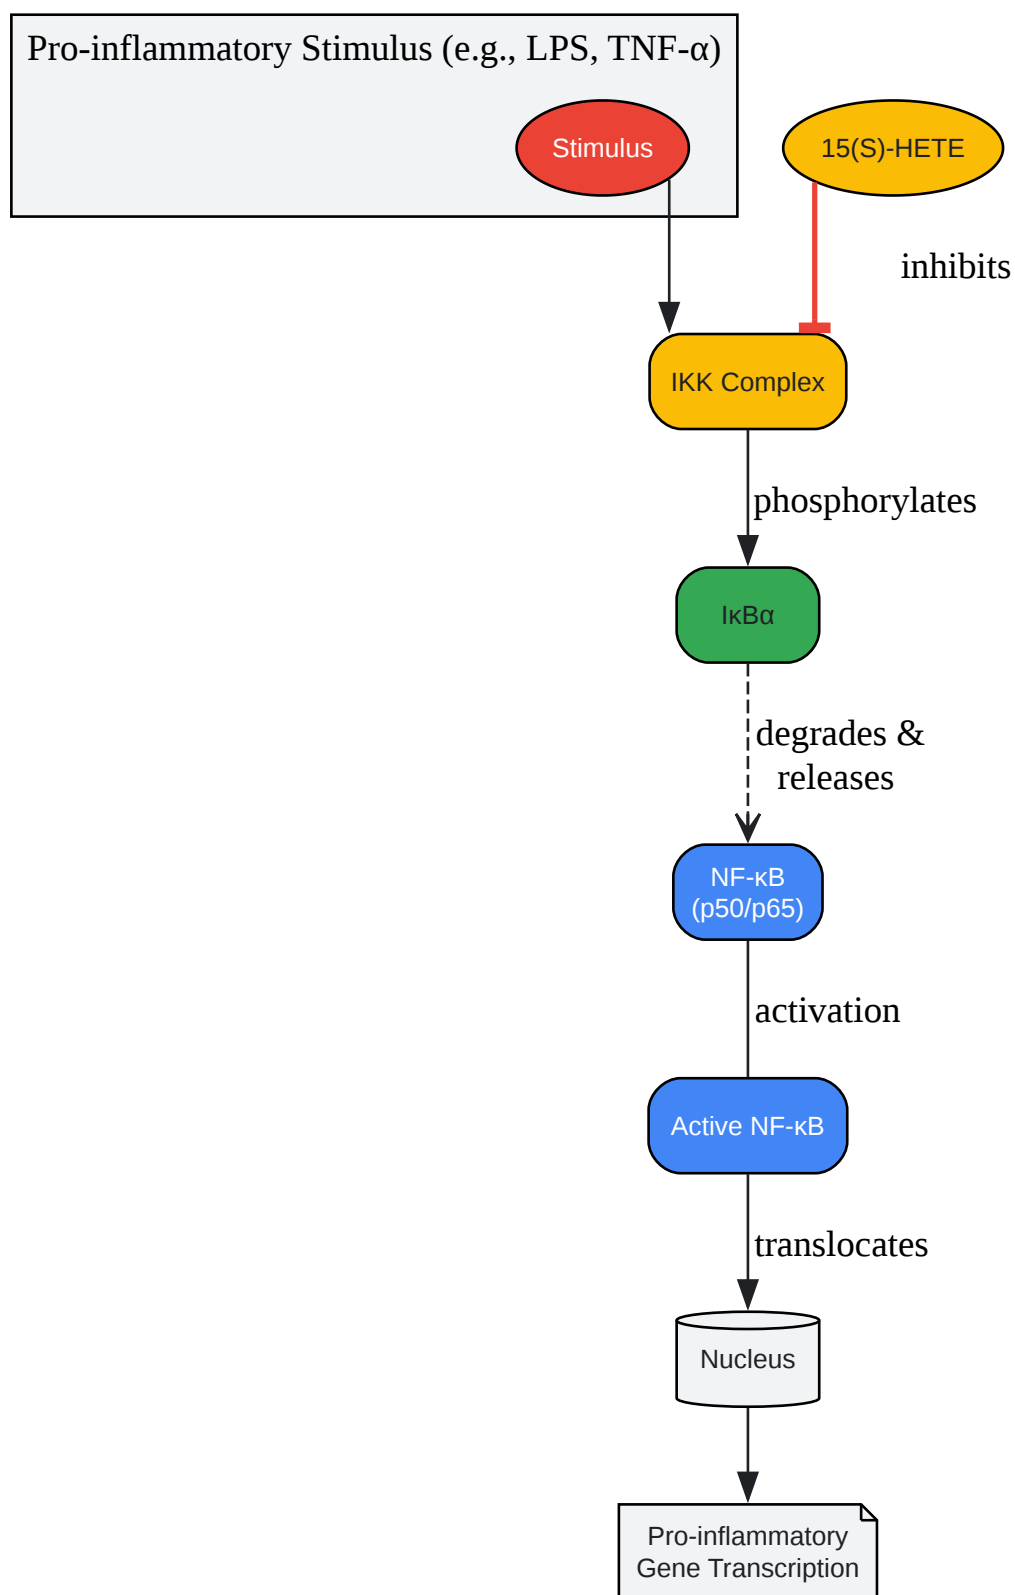 Pro-inflammatory Stimulus (e.g., LPS, TNF-α)
Stimulus
15(S)-HETE
inhibits
IKK Complex
phosphorylates
IκBα
degrades &
releases
NF-κB
(p50/p65)
activation
Active NF-κB
translocates
Nucleus
Pro-inflammatory
Gene Transcription